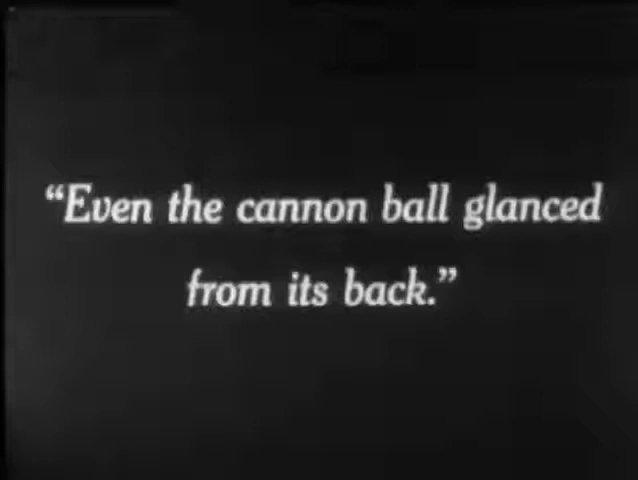 “Even the cannon ball glanced
from its back.”